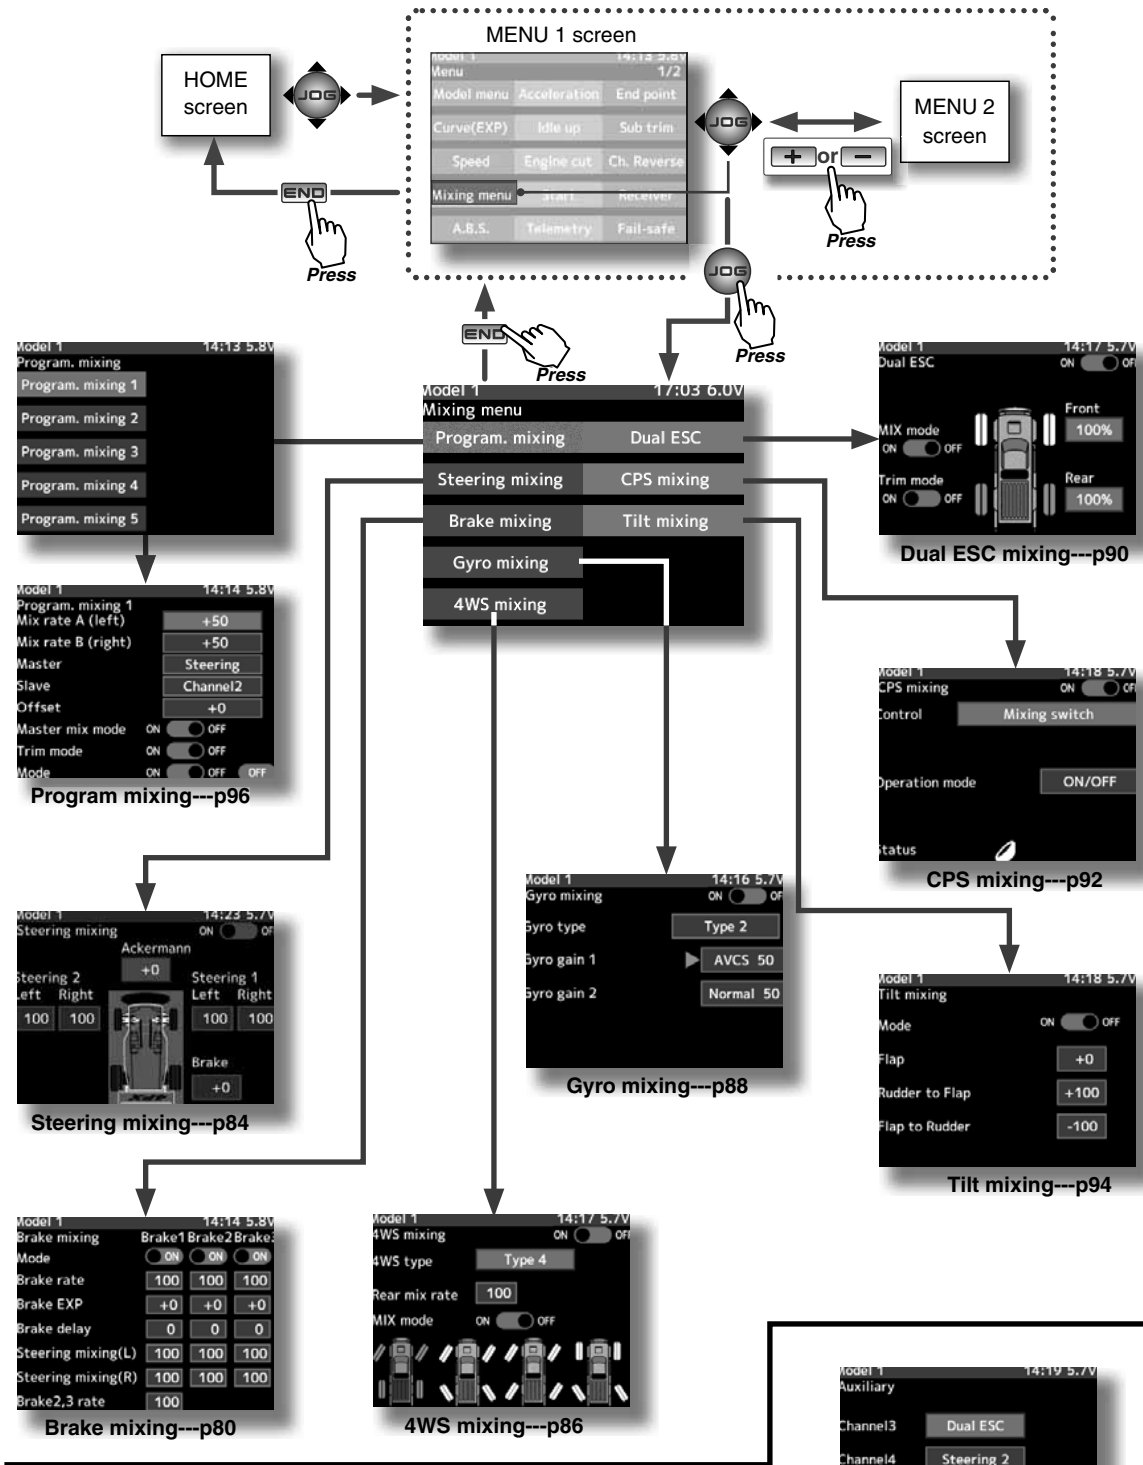 MENU 1 screen
HOME
screen
JOG
Model 1 14:13 5.8V
Menu 1/2
Model menu Acceleration End point
Curve(EXP) Idle up Sub trim
Speed Engine cut Ch. Reverse
Mixing menu Start Receiver
A.B.S. Telemetry Fail-safe
JOG
+ or −
Press
MENU 2
screen
END
Press
JOG
Press
END
Press
Model 1 14:13 5.8V
Program. mixing
Program. mixing 1
Program. mixing 2
Program. mixing 3
Program. mixing 4
Program. mixing 5
Model 1 17:03 6.0V
Mixing menu
Program. mixing Dual ESC
Steering mixing CPS mixing
Brake mixing Tilt mixing
Gyro mixing
4WS mixing
Model 1 14:17 5.7V
Dual ESC ON OFF
Front
MIX mode 100%
ON OFF
Trim mode Rear
ON OFF 100%
Dual ESC mixing---p90
Model 1 14:14 5.8V
Program. mixing 1
Mix rate A (left) +50
Mix rate B (right) +50
Master Steering
Slave Channel2
Offset +0
Master mix mode ON OFF
Trim mode ON OFF
Mode ON OFF OFF
Program mixing---p96
Model 1 14:18 5.7V
CPS mixing ON OFF
Control Mixing switch
Operation mode ON/OFF
Status
CPS mixing---p92
Model 1 14:23 5.7V
Steering mixing ON OFF
Ackermann
+0
Steering 2 Steering 1
Left Right Left Right
100 100 100 100
Brake
+0
Steering mixing---p84
Model 1 14:16 5.7V
Gyro mixing ON OFF
Gyro type Type 2
Gyro gain 1 AVCS 50
Gyro gain 2 Normal 50
Gyro mixing---p88
Model 1 14:18 5.7V
Tilt mixing
Mode ON OFF
Flap +0
Rudder to Flap +100
Flap to Rudder -100
Tilt mixing---p94
Model 1 14:14 5.8V
Brake mixing Brake1 Brake2 Brake3
Mode ON ON ON
Brake rate 100 100 100
Brake EXP +0 +0 +0
Brake delay 0 0 0
Steering mixing(L) 100 100 100
Steering mixing(R) 100 100 100
Brake2,3 rate 100
Brake mixing---p80
Model 1 14:17 5.7V
4WS mixing ON OFF
4WS type Type 4
Rear mix rate 100
MIX mode ON OFF
4WS mixing---p86
Model 1 14:19 5.7V
Auxiliary
Channel3 Dual ESC
Channel4 Steering 2